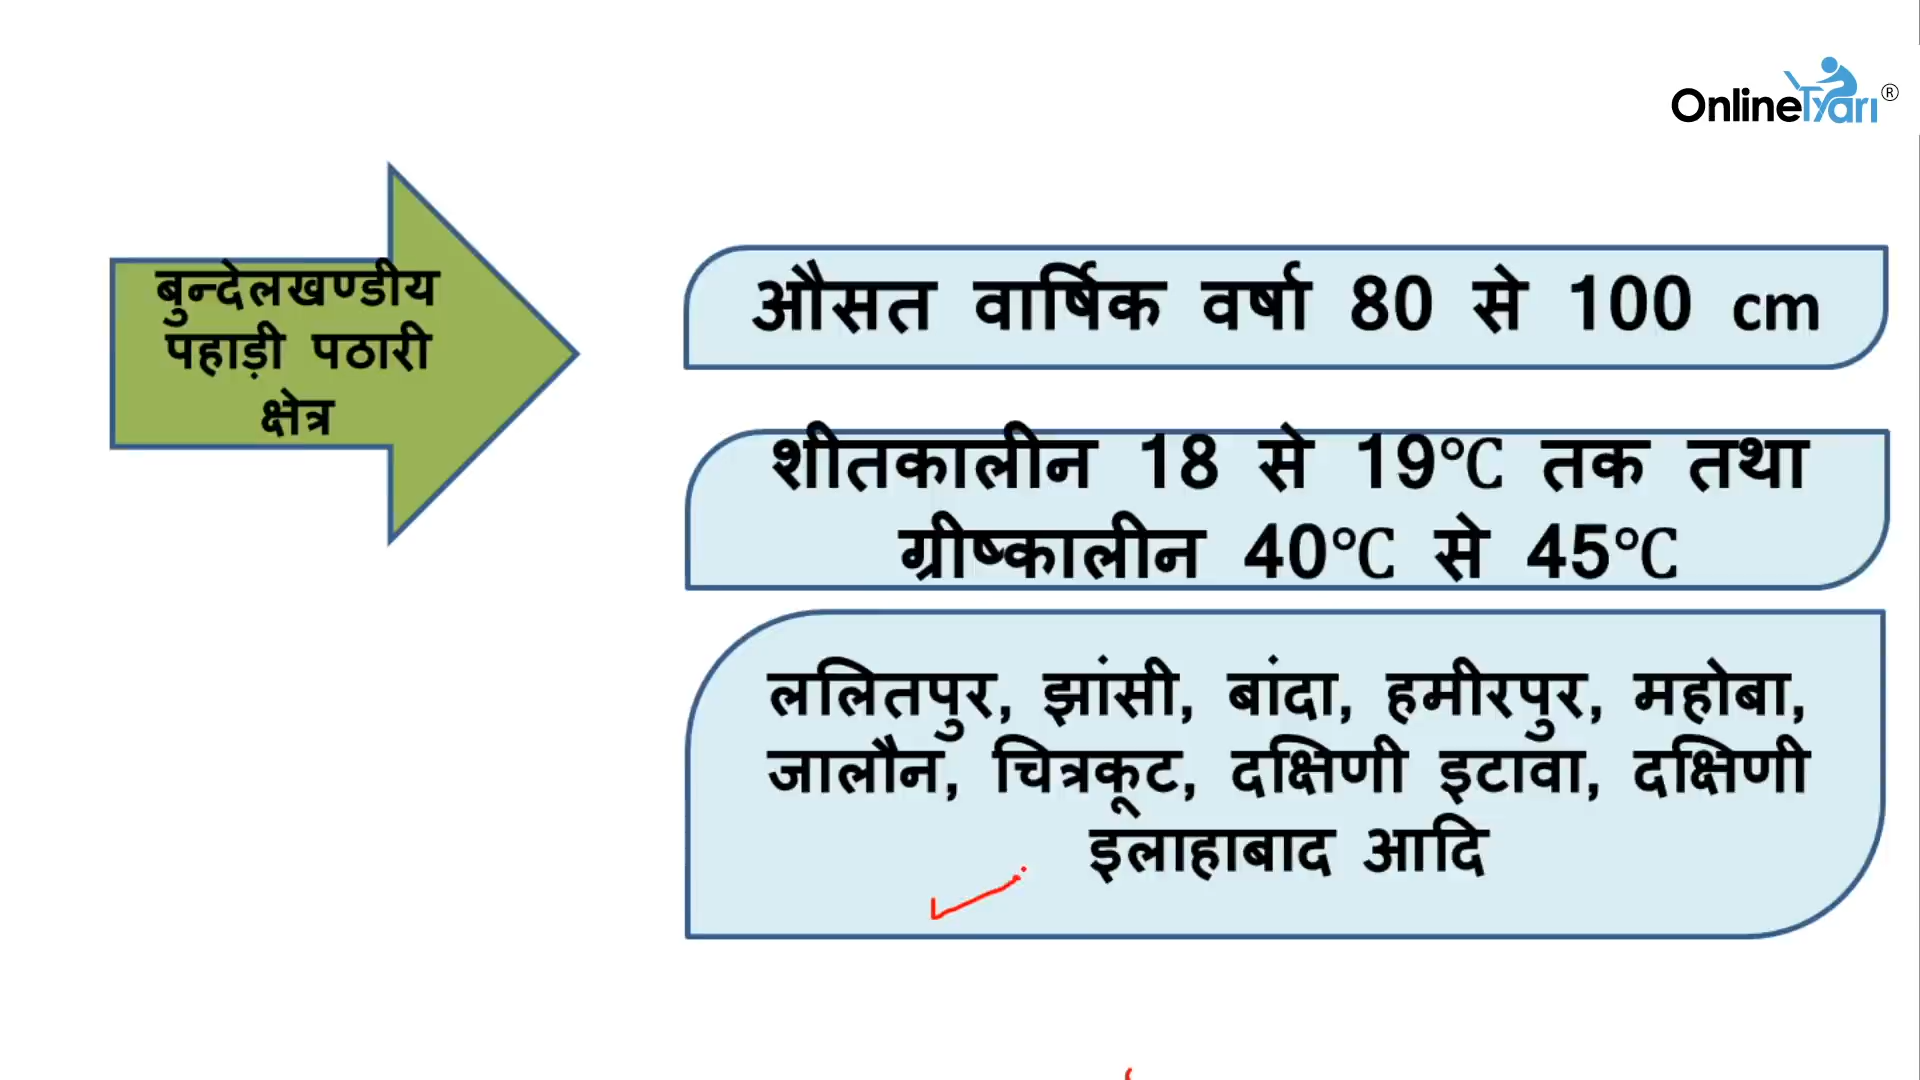 OnlineTyari®
बुन्देलखण्डीय
पहाड़ी पठारी
क्षेत्र
औसत वार्षिक वर्षा 80 से 100 cm
शीतकालीन 18 से 19℃ तक तथा
ग्रीष्कालीन 40℃ से 45℃
ललितपुर, झांसी, बांदा, हमीरपुर, महोबा,
जालौन, चित्रकूट, दक्षिणी इटावा, दक्षिणी
इलाहाबाद आदि